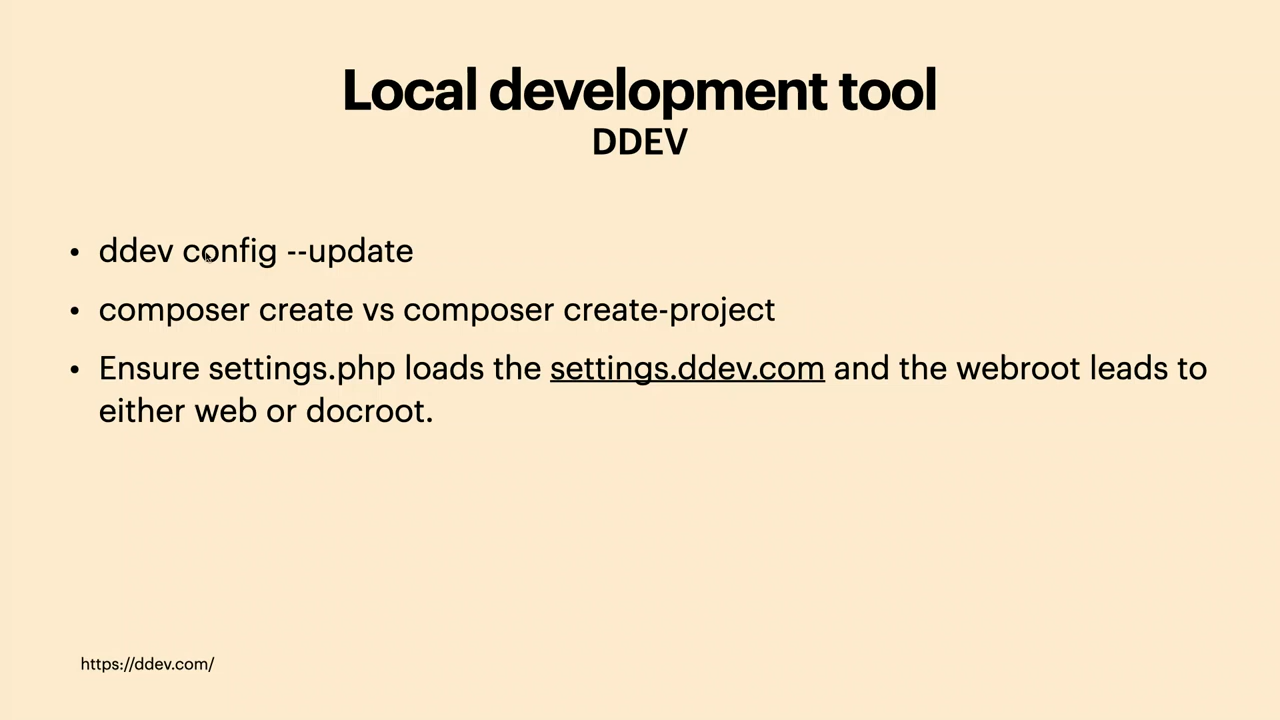 Local development tool
DDEV
• ddev config --update
• composer create vs composer create-project
• Ensure settings.php loads the settings.ddev.com and the webroot leads to
either web or docroot.
https://ddev.com/